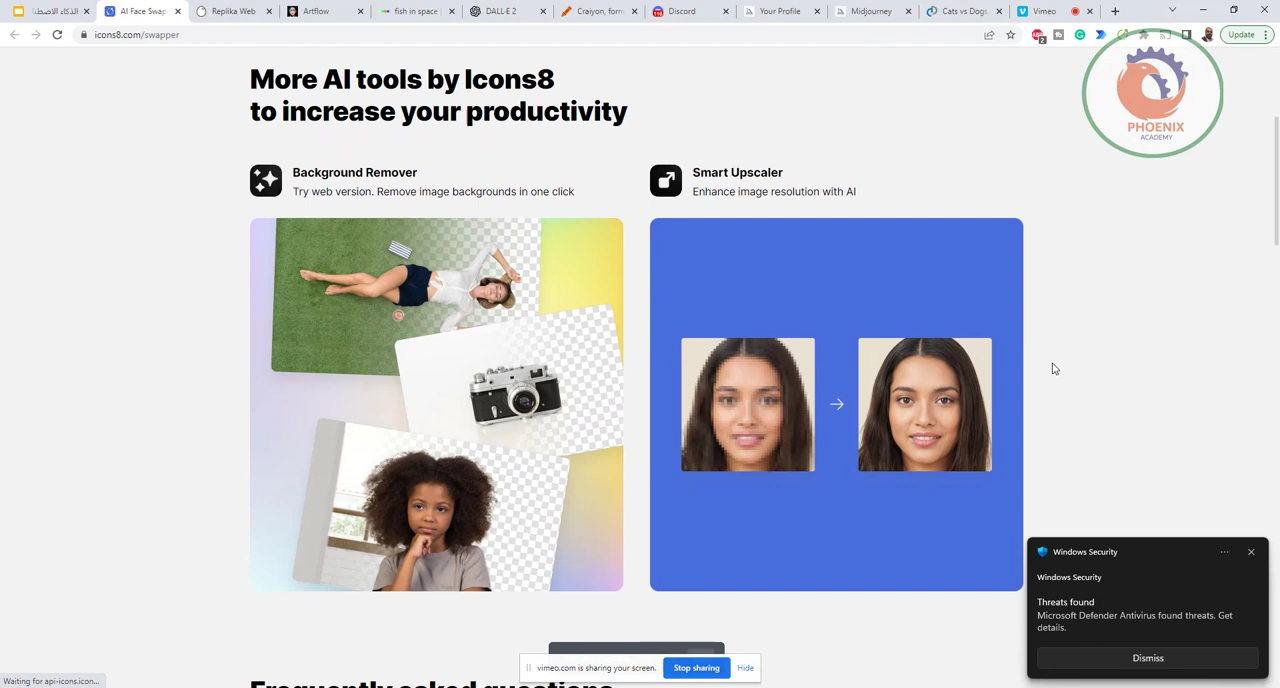 الذكاء الاصطنا
AI Face Swap
Replika Web
Artflow
fish in space
DALL·E 2
Craiyon, form
Discord
Your Profile
Midjourney
Cats vs Dogs
Vimeo
icons8.com/swapper
2
Update
PHOENIX
ACADEMY
More AI tools by Icons8
to increase your productivity
Background Remover
Try web version. Remove image backgrounds in one click
Smart Upscaler
Enhance image resolution with AI
Windows Security
Windows Security
Threats found
Microsoft Defender Antivirus found threats. Get
details.
Dismiss
vimeo.com is sharing your screen.
Stop sharing
Hide
Waiting for api-icons.icon...